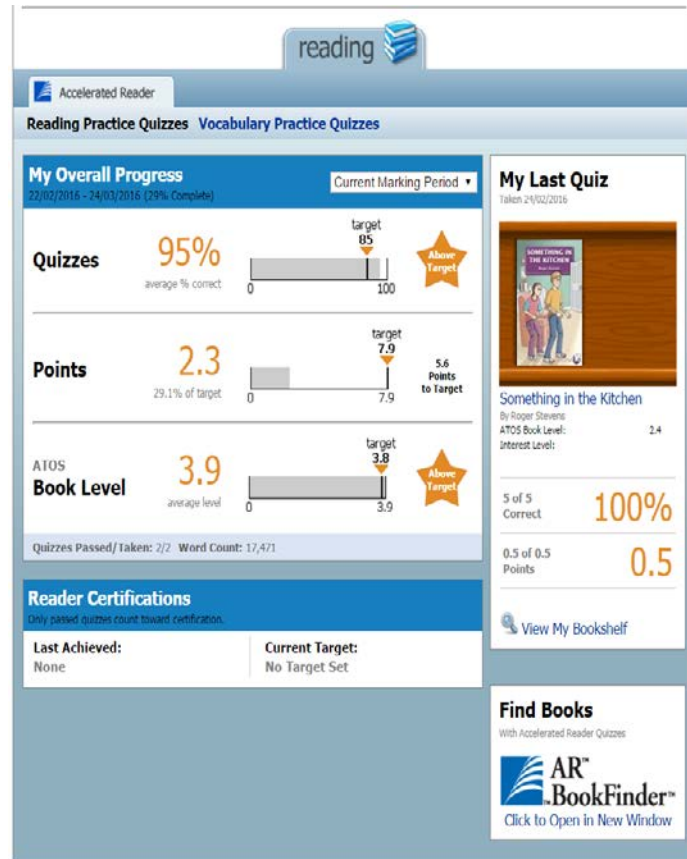 reading
Accelerated Reader
Reading Practice Quizzes Vocabulary Practice Quizzes
My Overall Progress
22/02/2016 - 24/03/2016 (29% Complete)
Current Marking Period
Quizzes
95%
average % correct
target
85
0
100
Above
Target
Points
2.3
29.1% of target
target
7.9
0
7.9
5.6
Points
to Target
ATOS
Book Level
3.9
average level
target
3.8
0
3.9
Above
Target
Quizzes Passed/Taken: 2/2 Word Count: 17,471
Reader Certifications
Only passed quizzes count toward certification.
Last Achieved:
None
Current Target:
No Target Set
My Last Quiz
Taken 24/02/2016
SOMETHING IN
THE KITCHEN
Something in the Kitchen
By Roger Stevens
ATOS Book Level: 2.4
Interest Level:
5 of 5
Correct
100%
0.5 of 0.5
Points
0.5
View My Bookshelf
Find Books
With Accelerated Reader Quizzes
AR™
BookFinder™
Click to Open in New Window